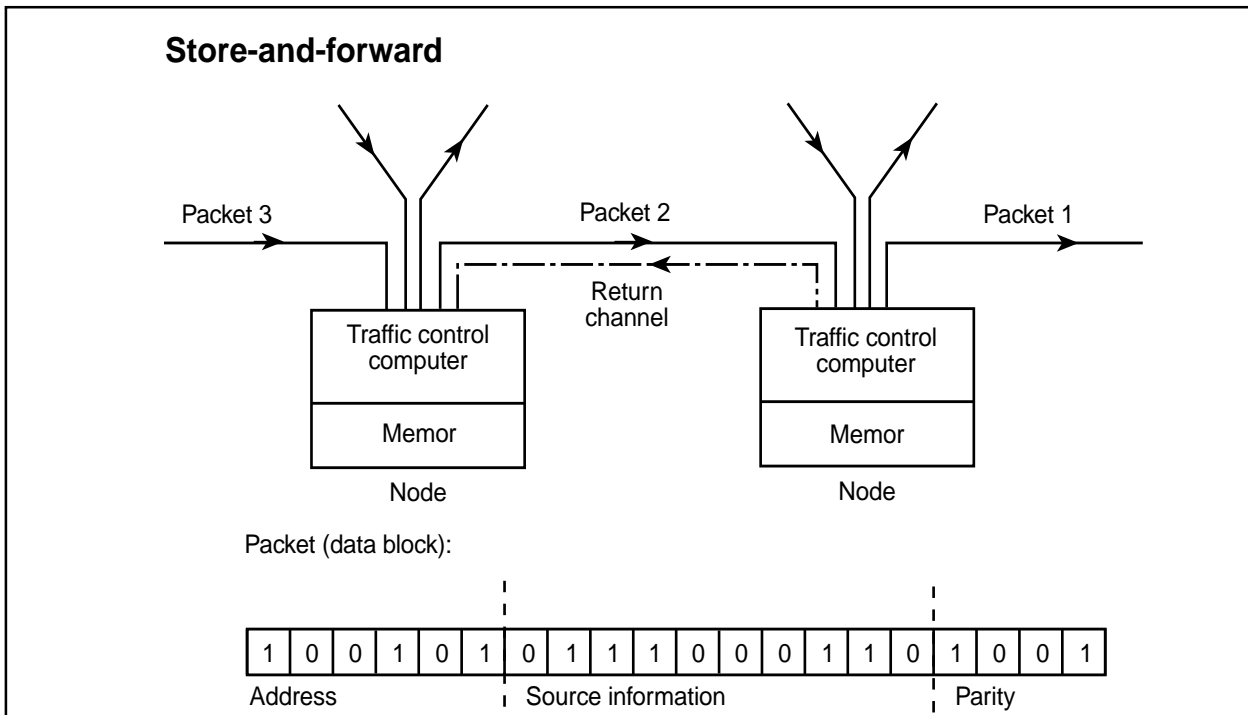 Store-and-forward
Packet 3
Packet 2
Packet 1
Return
channel
Traffic control
computer
Memor
Node
Traffic control
computer
Memor
Node
Packet (data block):
1 0 0 1 0 1 0 1 1 1 0 0 0 1 1 0 1 0 0 1
Address Source information Parity